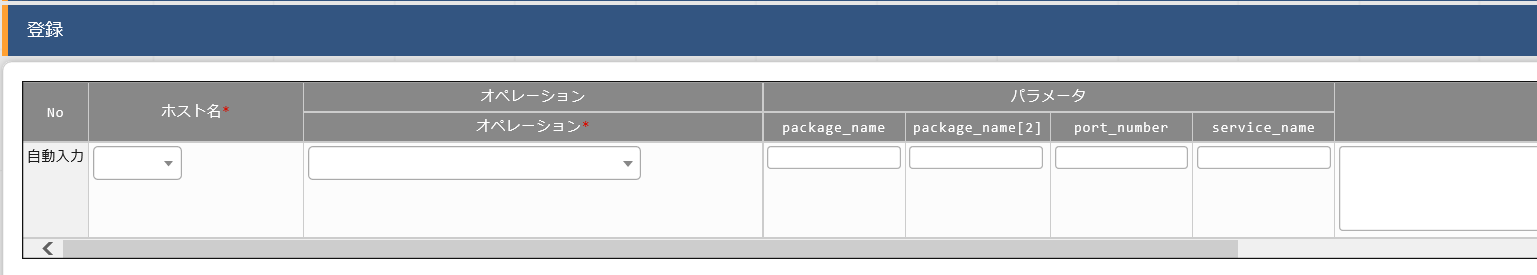 登録
No
ホスト名*
オペレーション
オペレーション*
パラメータ
package_name
package_name[2]
port_number
service_name
自動入力